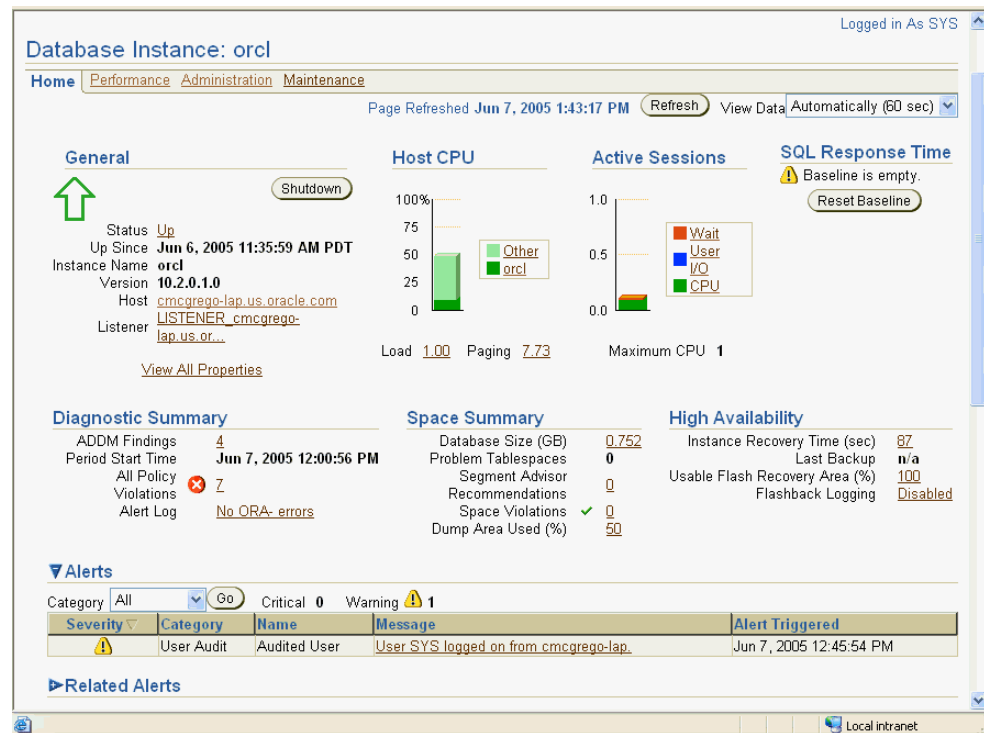 Logged in As SYS
Database Instance: orcl
Home Performance Administration Maintenance
Page Refreshed Jun 7, 2005 1:43:17 PM Refresh View Data Automatically (60 sec)
General
Shutdown
Status Up
Up Since Jun 6, 2005 11:35:59 AM PDT
Instance Name orcl
Version 10.2.0.1.0
Host cmcgrego-lap.us.oracle.com
Listener LISTENER_cmcgrego-
lap.us.or...
View All Properties
Host CPU
100%
75
50
25
0
Other
orcl
Load 1.00 Paging 7.73
Active Sessions
1.0
0.5
0.0
Wait
User
I/O
CPU
Maximum CPU 1
SQL Response Time
Baseline is empty.
Reset Baseline
Diagnostic Summary
ADDM Findings 4
Period Start Time Jun 7, 2005 12:00:56 PM
All Policy
Violations 7
Alert Log No ORA- errors
Space Summary
Database Size (GB) 0.752
Problem Tablespaces 0
Segment Advisor
Recommendations 0
Space Violations 0
Dump Area Used (%) 50
High Availability
Instance Recovery Time (sec) 87
Last Backup n/a
Usable Flash Recovery Area (%) 100
Flashback Logging Disabled
Alerts
Category All Go Critical 0 Warning 1
Severity Category Name Message Alert Triggered
User Audit Audited User User SYS logged on from cmcgrego-lap. Jun 7, 2005 12:45:54 PM
Related Alerts
Local intranet